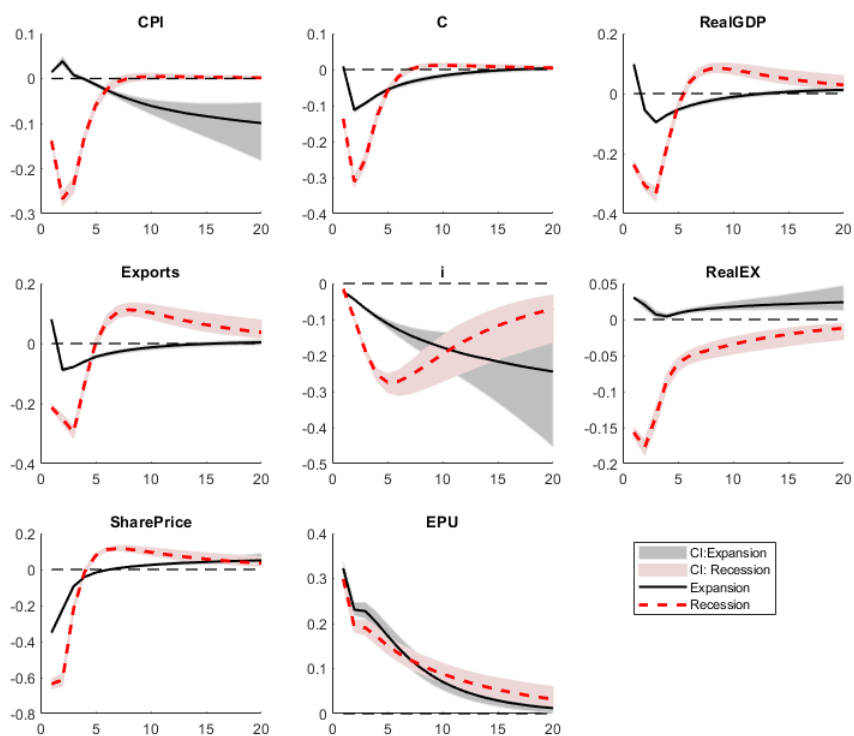 CPI
0.1
0
-0.1
-0.2
-0.3
0 5 10 15 20
C
0.1
0
-0.1
-0.2
-0.3
-0.4
0 5 10 15 20
RealGDP
0.2
0
-0.2
-0.4
0 5 10 15 20
Exports
0.2
0
-0.2
-0.4
0 5 10 15 20
i
0
-0.1
-0.2
-0.3
-0.4
-0.5
0 5 10 15 20
RealEX
0.05
0
-0.05
-0.1
-0.15
-0.2
0 5 10 15 20
SharePrice
0.2
0
-0.2
-0.4
-0.6
-0.8
0 5 10 15 20
EPU
0.4
0.3
0.2
0.1
0
0 5 10 15 20
CI:Expansion
CI: Recession
Expansion
Recession